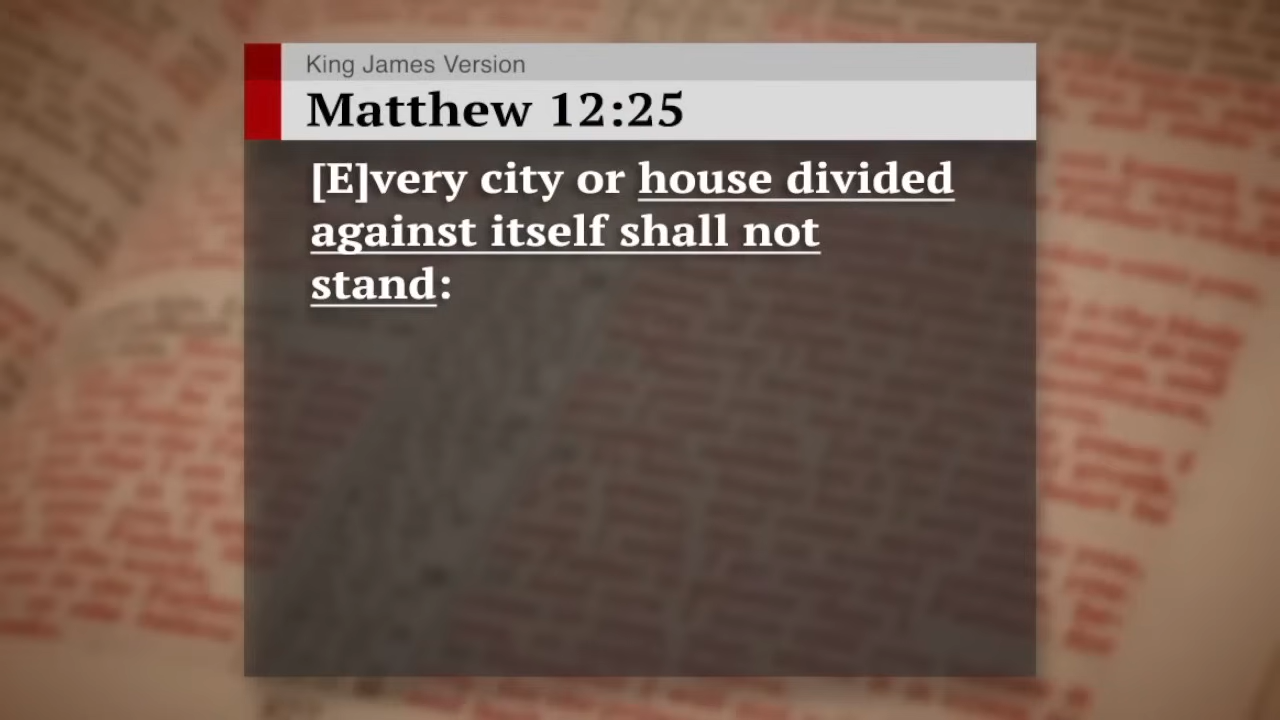 King James Version
Matthew 12:25
[E]very city or house divided
against itself shall not
stand: